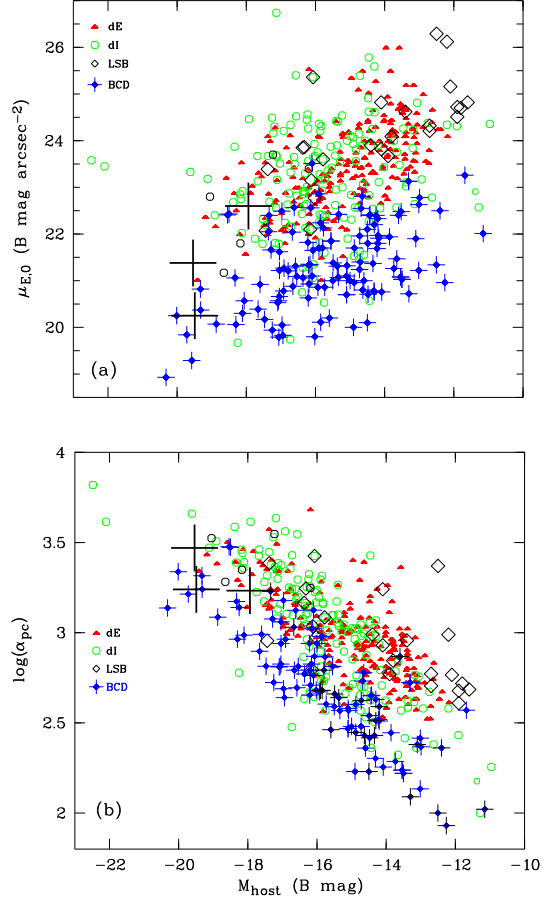 26
24
22
20
μE,0 (B mag arcsec−2)
dE
dI
LSB
BCD
(a)
4
3.5
3
2.5
2
log(αpc)
dE
dI
LSB
BCD
(b)
−22
−20
−18
−16
−14
−12
−10
Mhost (B mag)